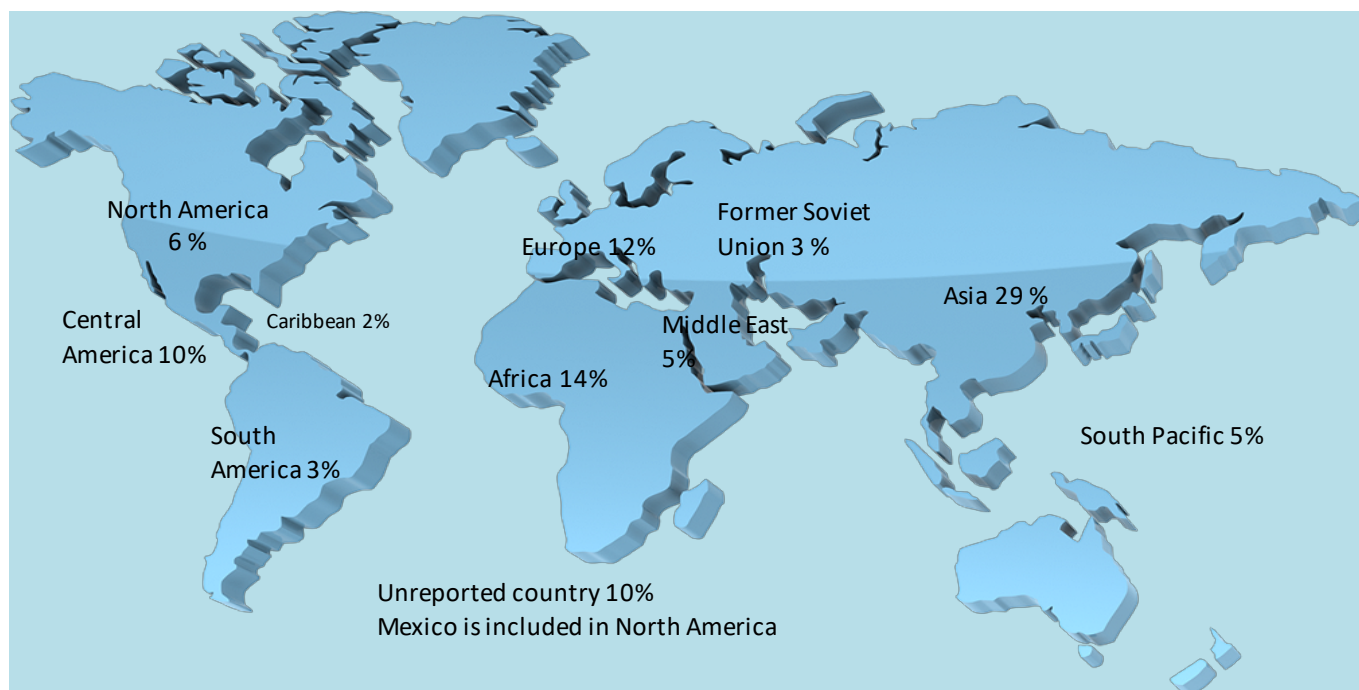 North America
6 %
Former Soviet
Union 3 %
Europe 12%
Asia 29 %
Central
America 10%
Caribbean 2%
Middle East
5%
Africa 14%
South
America 3%
South Pacific 5%
Unreported country 10%
Mexico is included in North America